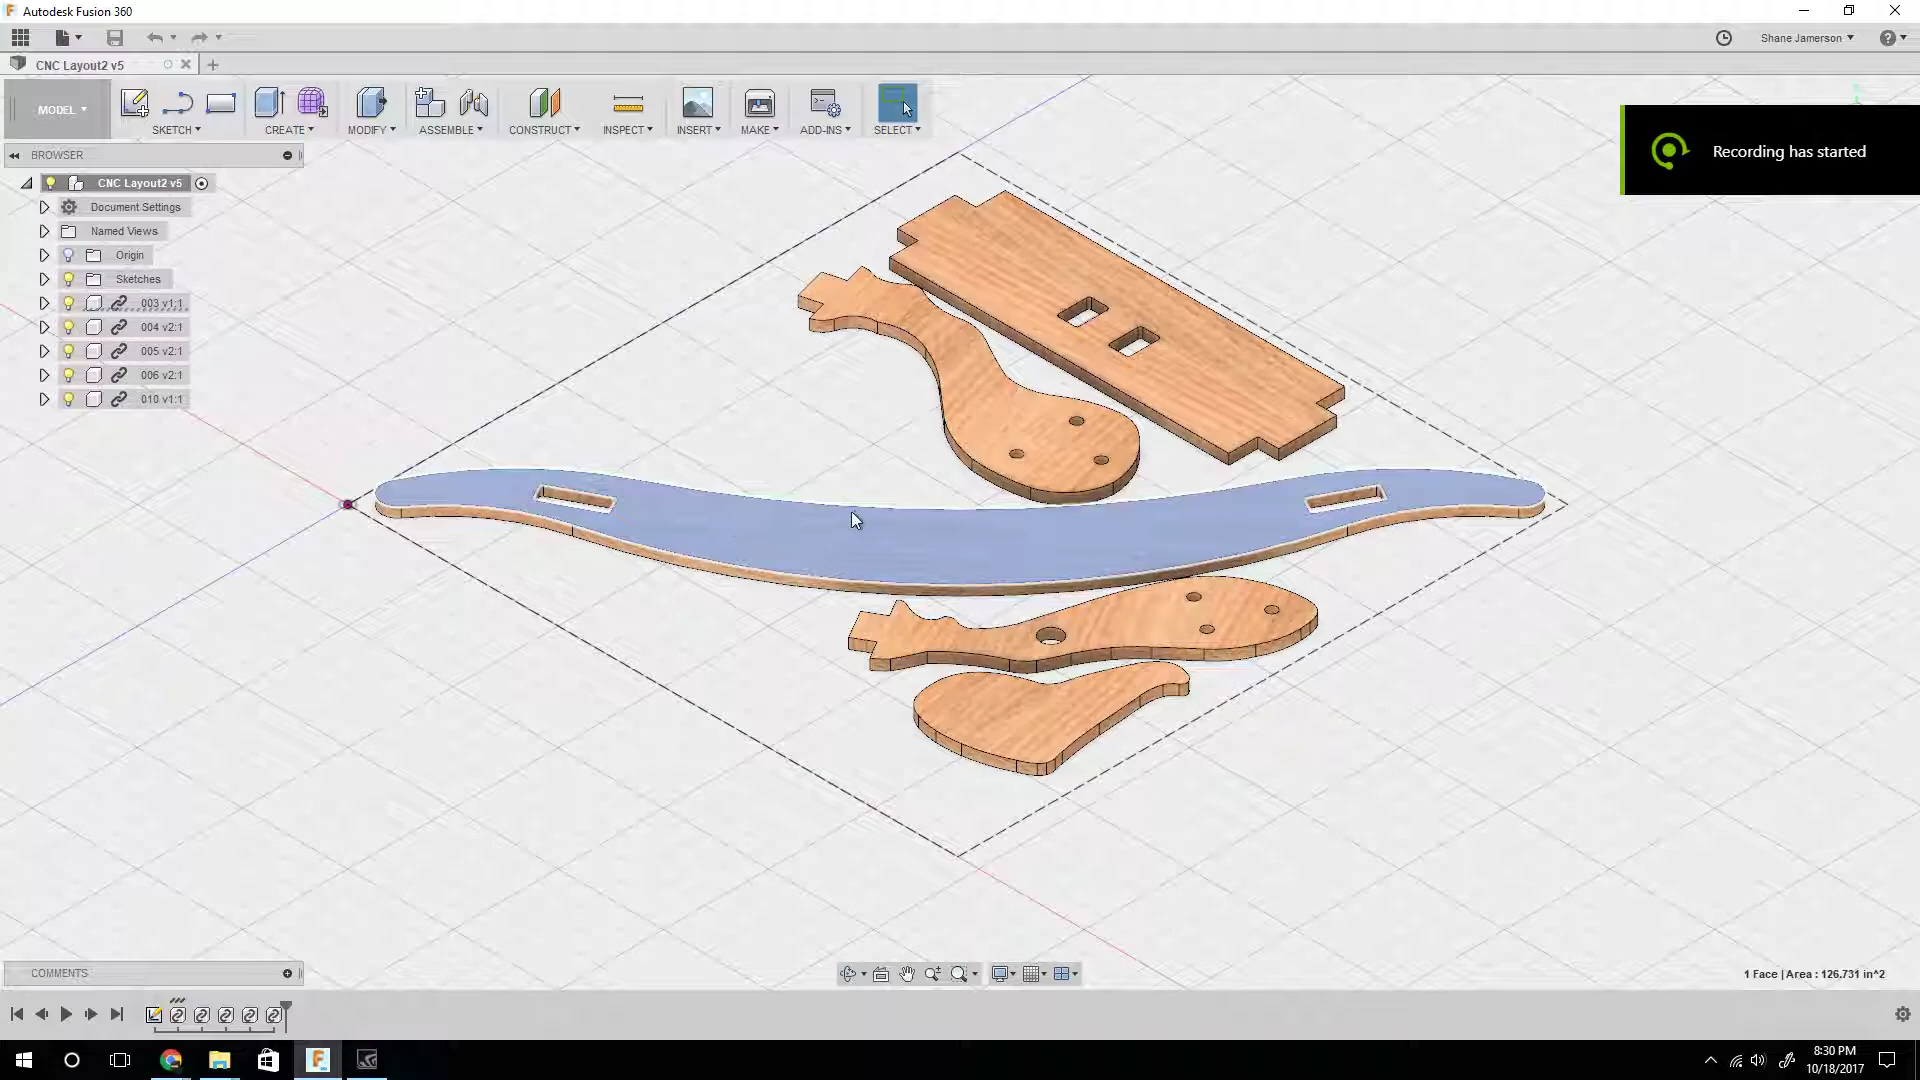 Autodesk Fusion 360
Shane Jamerson
CNC Layout2 v5
MODEL
SKETCH
CREATE
MODIFY
ASSEMBLE
CONSTRUCT
INSPECT
INSERT
MAKE
ADD-INS
SELECT
Recording has started
BROWSER
CNC Layout2 v5
Document Settings
Named Views
Origin
Sketches
003 v1:1
004 v2:1
005 v2:1
006 v2:1
010 v1:1
COMMENTS
1 Face | Area : 126.731 in^2
8:30 PM
10/18/2017